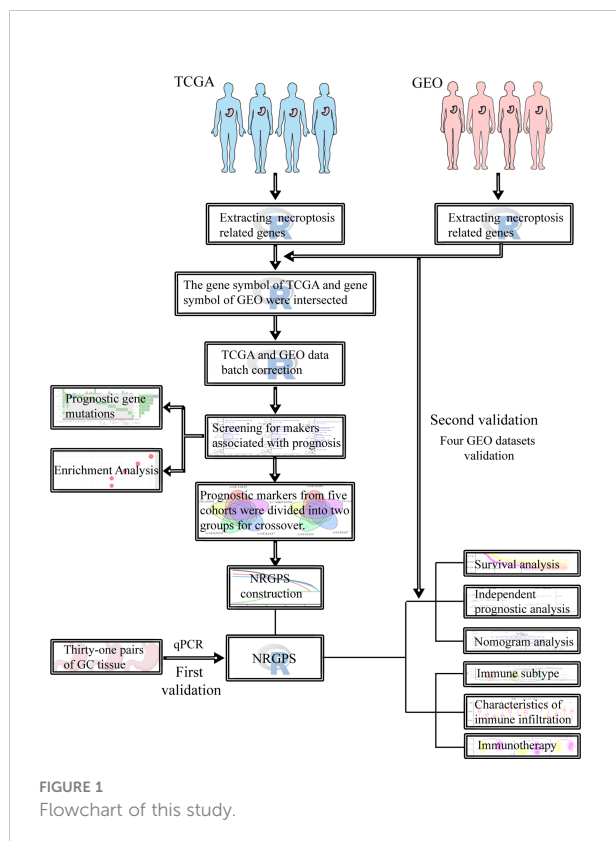 TCGA
GEO
Extracting necroptosis
related genes
Extracting necroptosis
related genes
The gene symbol of TCGA and gene
symbol of GEO were intersected
TCGA and GEO data
batch correction
Prognostic gene
mutations
Screening for makers
associated with prognosis
Enrichment Analysis
Second validation
Four GEO datasets
validation
Prognostic markers from five
cohorts were divided into two
groups for crossover.
NRGPS
construction
Survival analysis
Independent
prognostic analysis
Nomogram analysis
Thirty-one pairs
of GC tissue
qPCR
First
validation
NRGPS
Immune subtype
Characteristics of
immune infiltration
Immunotherapy
FIGURE 1
Flowchart of this study.